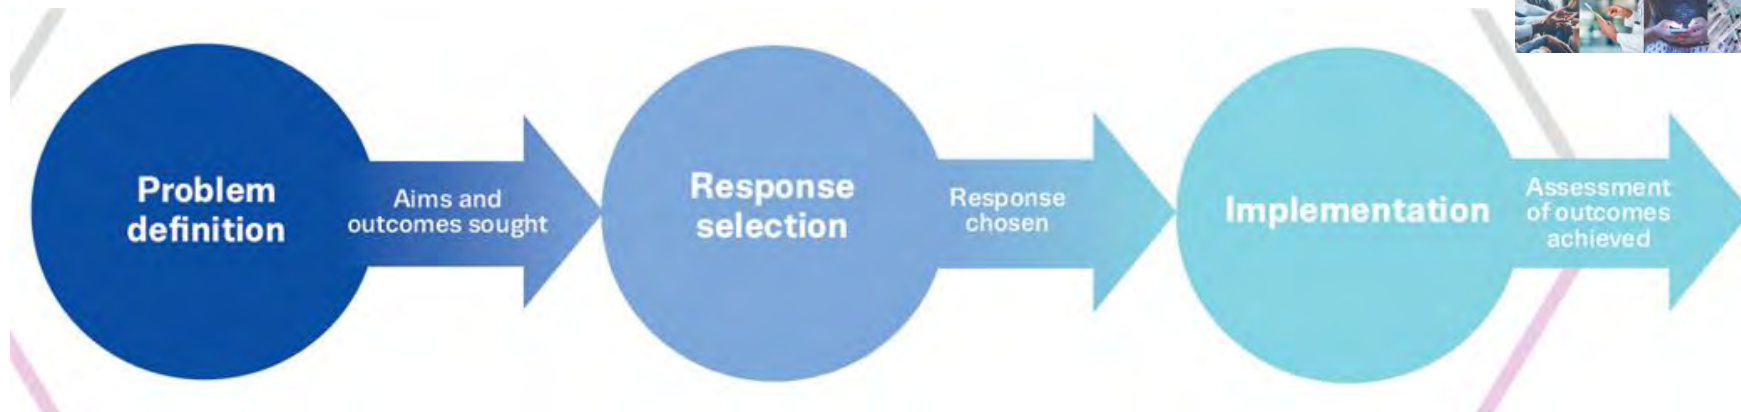 Problem
definition
Aims and
outcomes sought
Response
selection
Response
chosen
Implementation
Assessment
of outcomes
achieved